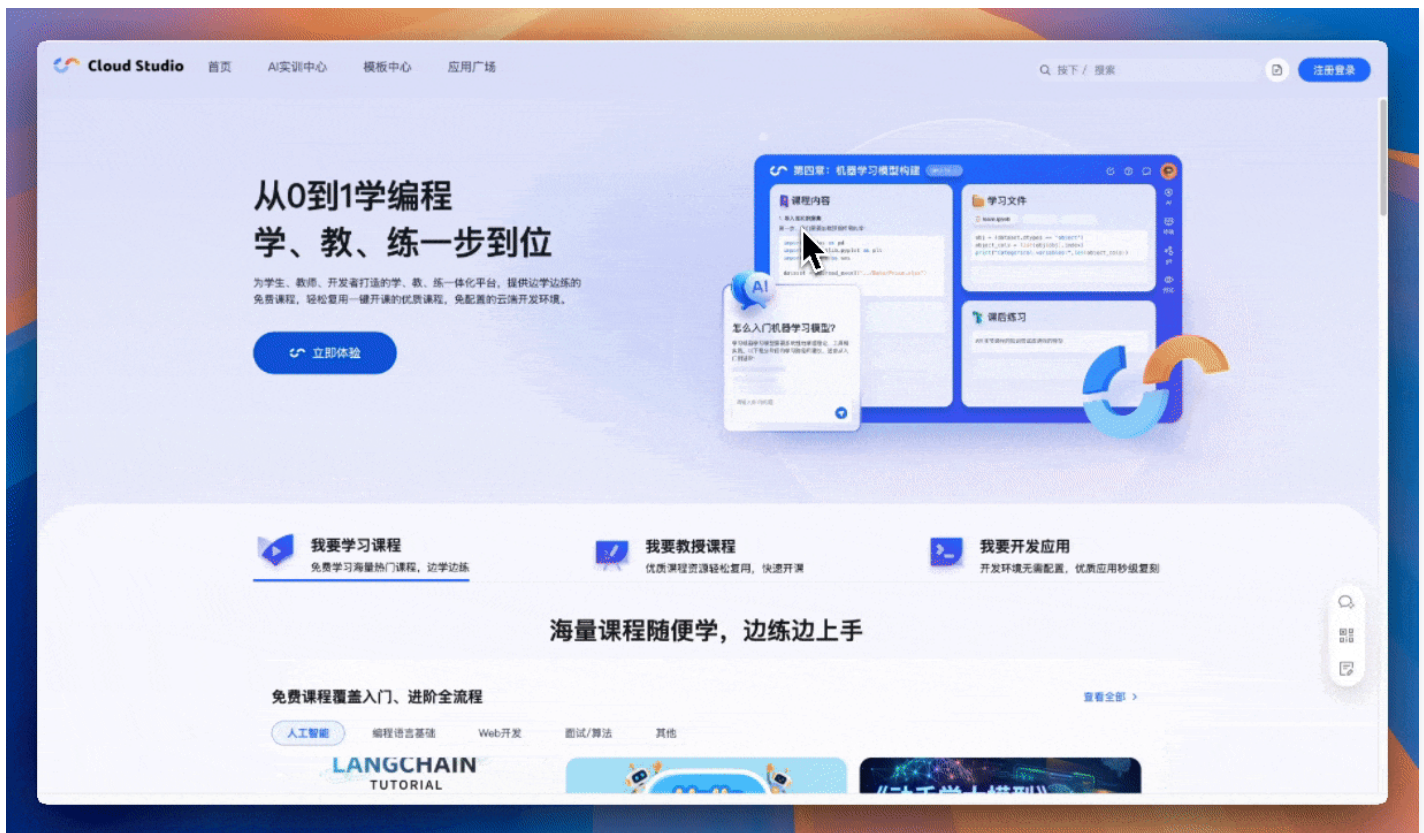 Cloud Studio 首页 AI实训中心 模板中心 应用广场 按下 / 搜索 注册登录
从0到1学编程
学、教、练一步到位
为学生、教师、开发者打造的学、教、练一体化平台，提供边学边练的
免费课程，轻松复用一键开课的优质课程，免配置的云端开发环境。
立即体验
第四章：机器学习模型构建
课程内容
学习文件
课后练习
AI
怎么入门机器学习模型?
我要学习课程
免费学习海量热门课程，边学边练
我要教授课程
优质课程资源轻松复用，快速开课
我要开发应用
开发环境无需配置，优质应用秒级复刻
海量课程随便学，边练边上手
免费课程覆盖入门、进阶全流程
查看全部 >
人工智能 编程语言基础 Web开发 面试/算法 其他
LANGCHAIN
TUTORIAL
《动手学大模型》